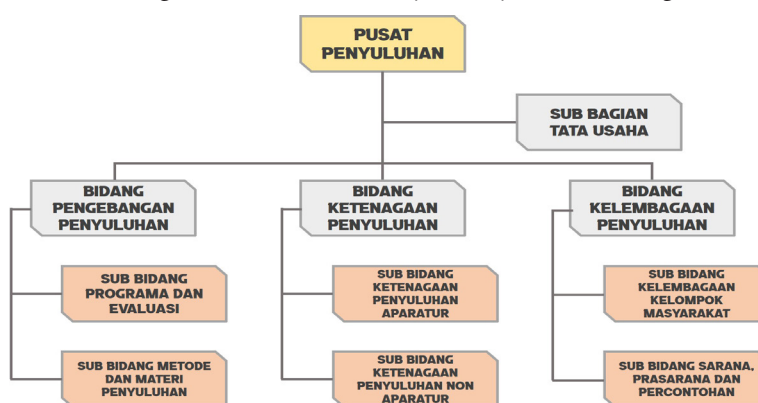 PUSAT
PENYULUHAN
SUB BAGIAN
TATA USAHA
BIDANG
PENGEBANGAN
PENYULUHAN
BIDANG
KETENAGAAN
PENYULUHAN
BIDANG
KELEMBAGAAN
PENYULUHAN
SUB BIDANG
PROGRAMA DAN
EVALUASI
SUB BIDANG
KETENAGAAN
PENYULUHAN
APARATUR
SUB BIDANG
KELEMBAGAAN
KELOMPOK
MASYARAKAT
SUB BIDANG METODE
DAN MATERI
PENYULUHAN
SUB BIDANG
KETENAGAAN
PENYULUHAN NON
APARATUR
SUB BIDANG SARANA,
PRASARANA DAN
PERCONTOHAN